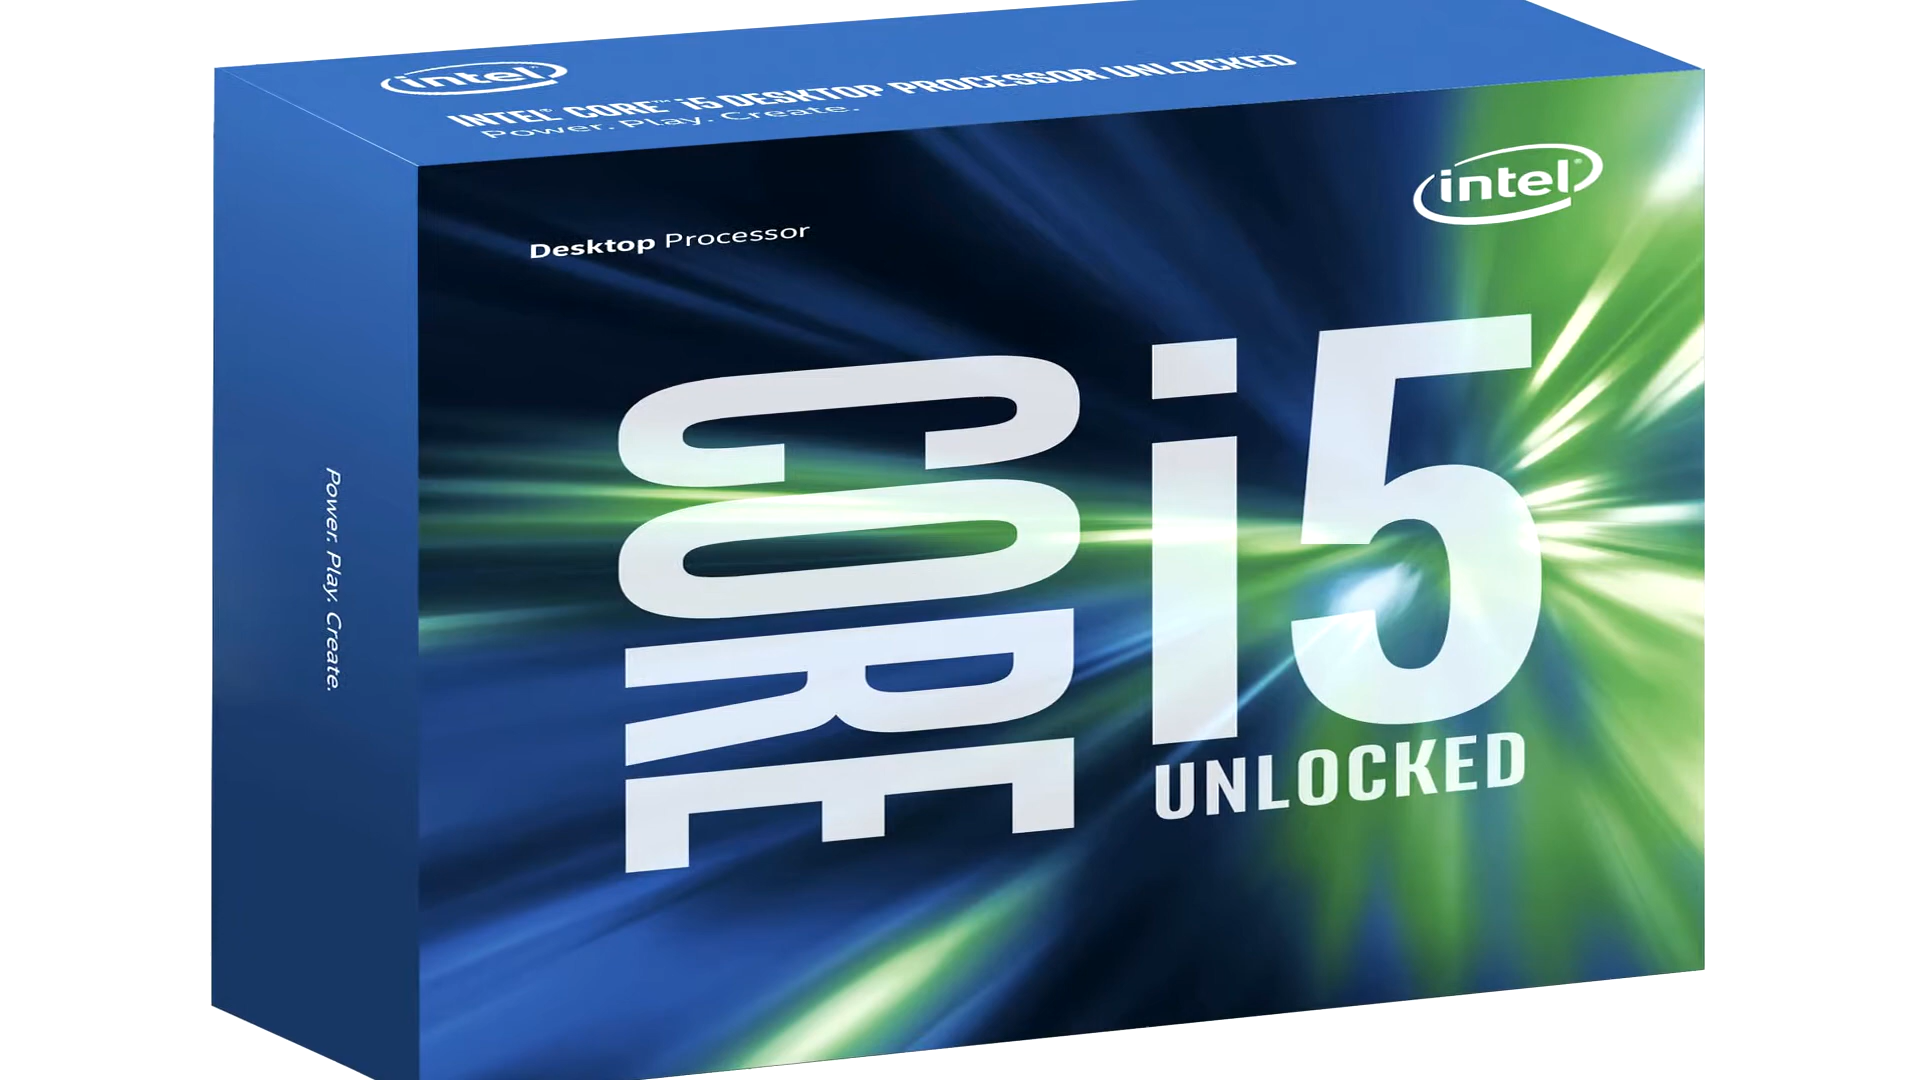 intel®
INTEL® CORE™ i5 DESKTOP PROCESSOR UNLOCKED
Power. Play. Create.
intel®
Desktop Processor
CORE i5
UNLOCKED
Power. Play. Create.